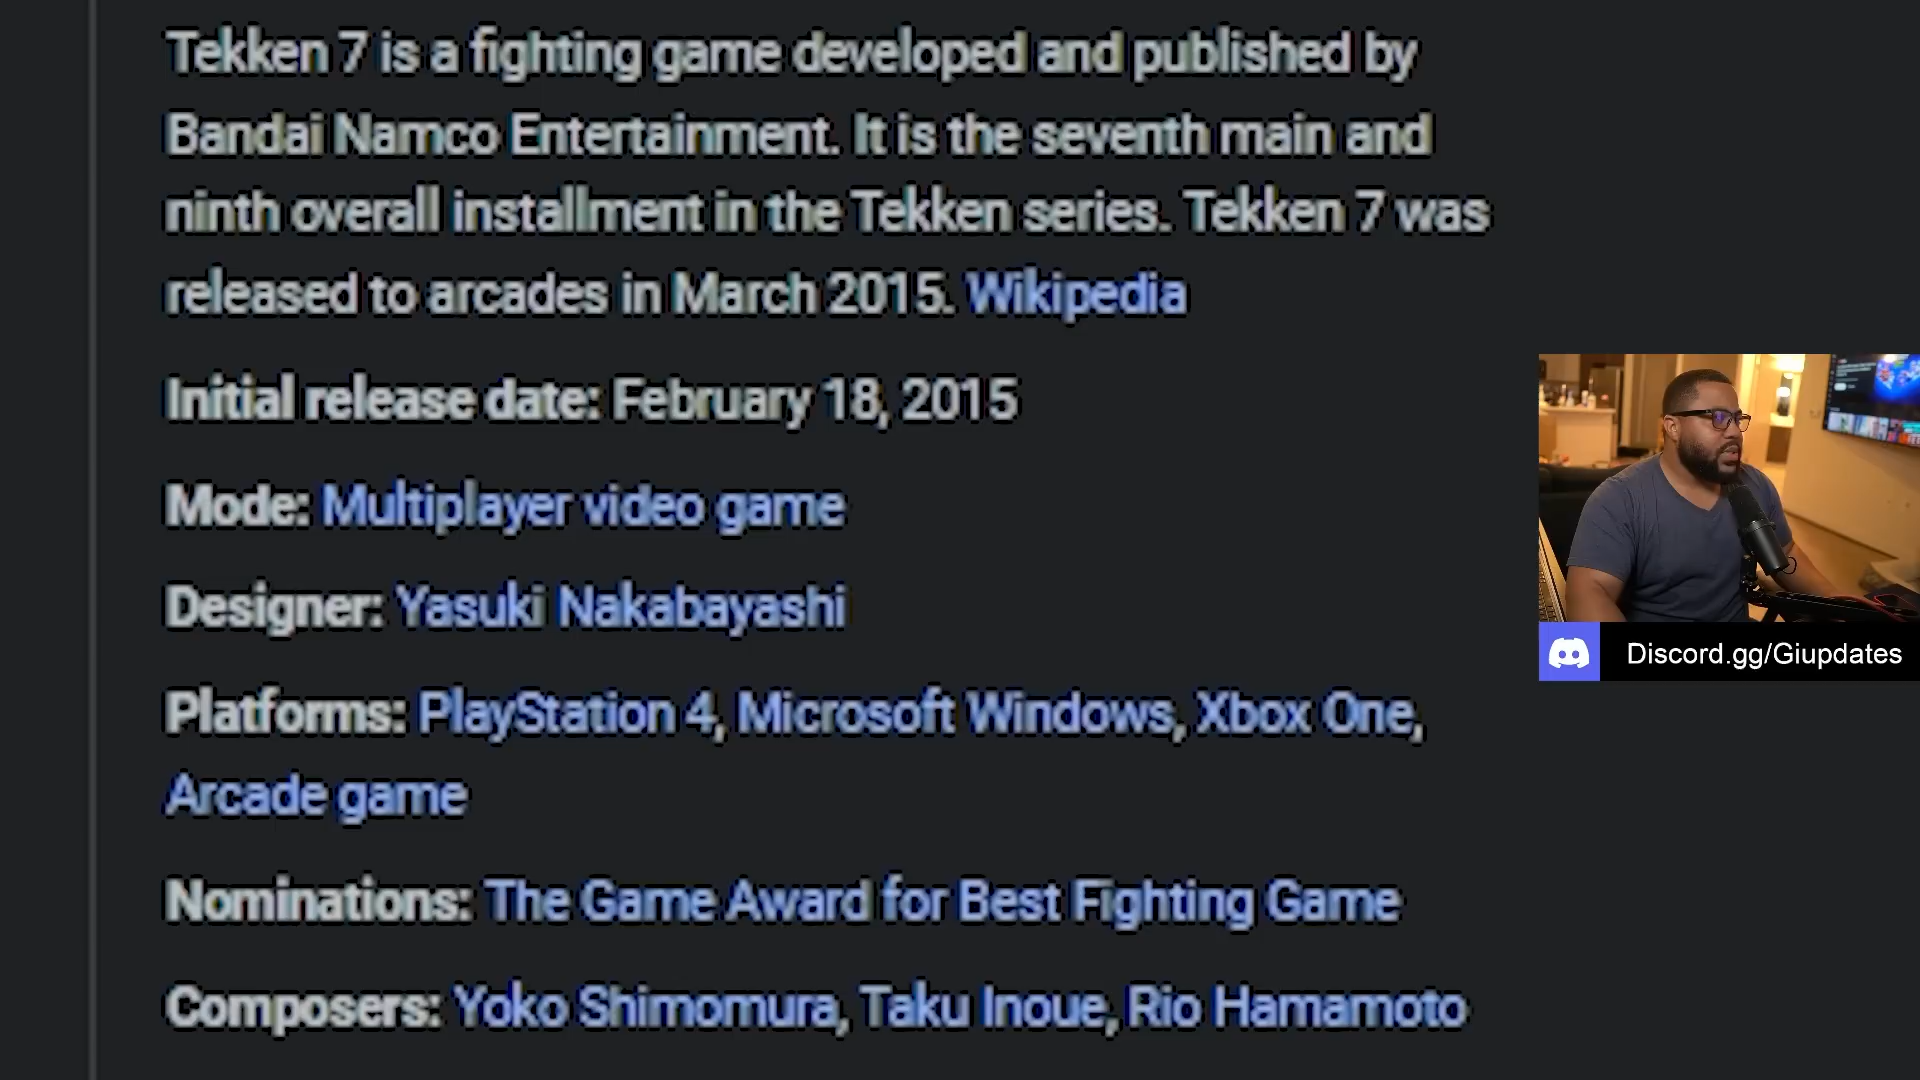 Tekken 7 is a fighting game developed and published by
Bandai Namco Entertainment. It is the seventh main and
ninth overall installment in the Tekken series. Tekken 7 was
released to arcades in March 2015. Wikipedia
Initial release date: February 18, 2015
Mode: Multiplayer video game
Designer: Yasuki Nakabayashi
Platforms: PlayStation 4, Microsoft Windows, Xbox One,
Arcade game
Nominations: The Game Award for Best Fighting Game
Composers: Yoko Shimomura, Taku Inoue, Rio Hamamoto
Discord.gg/Giupdates